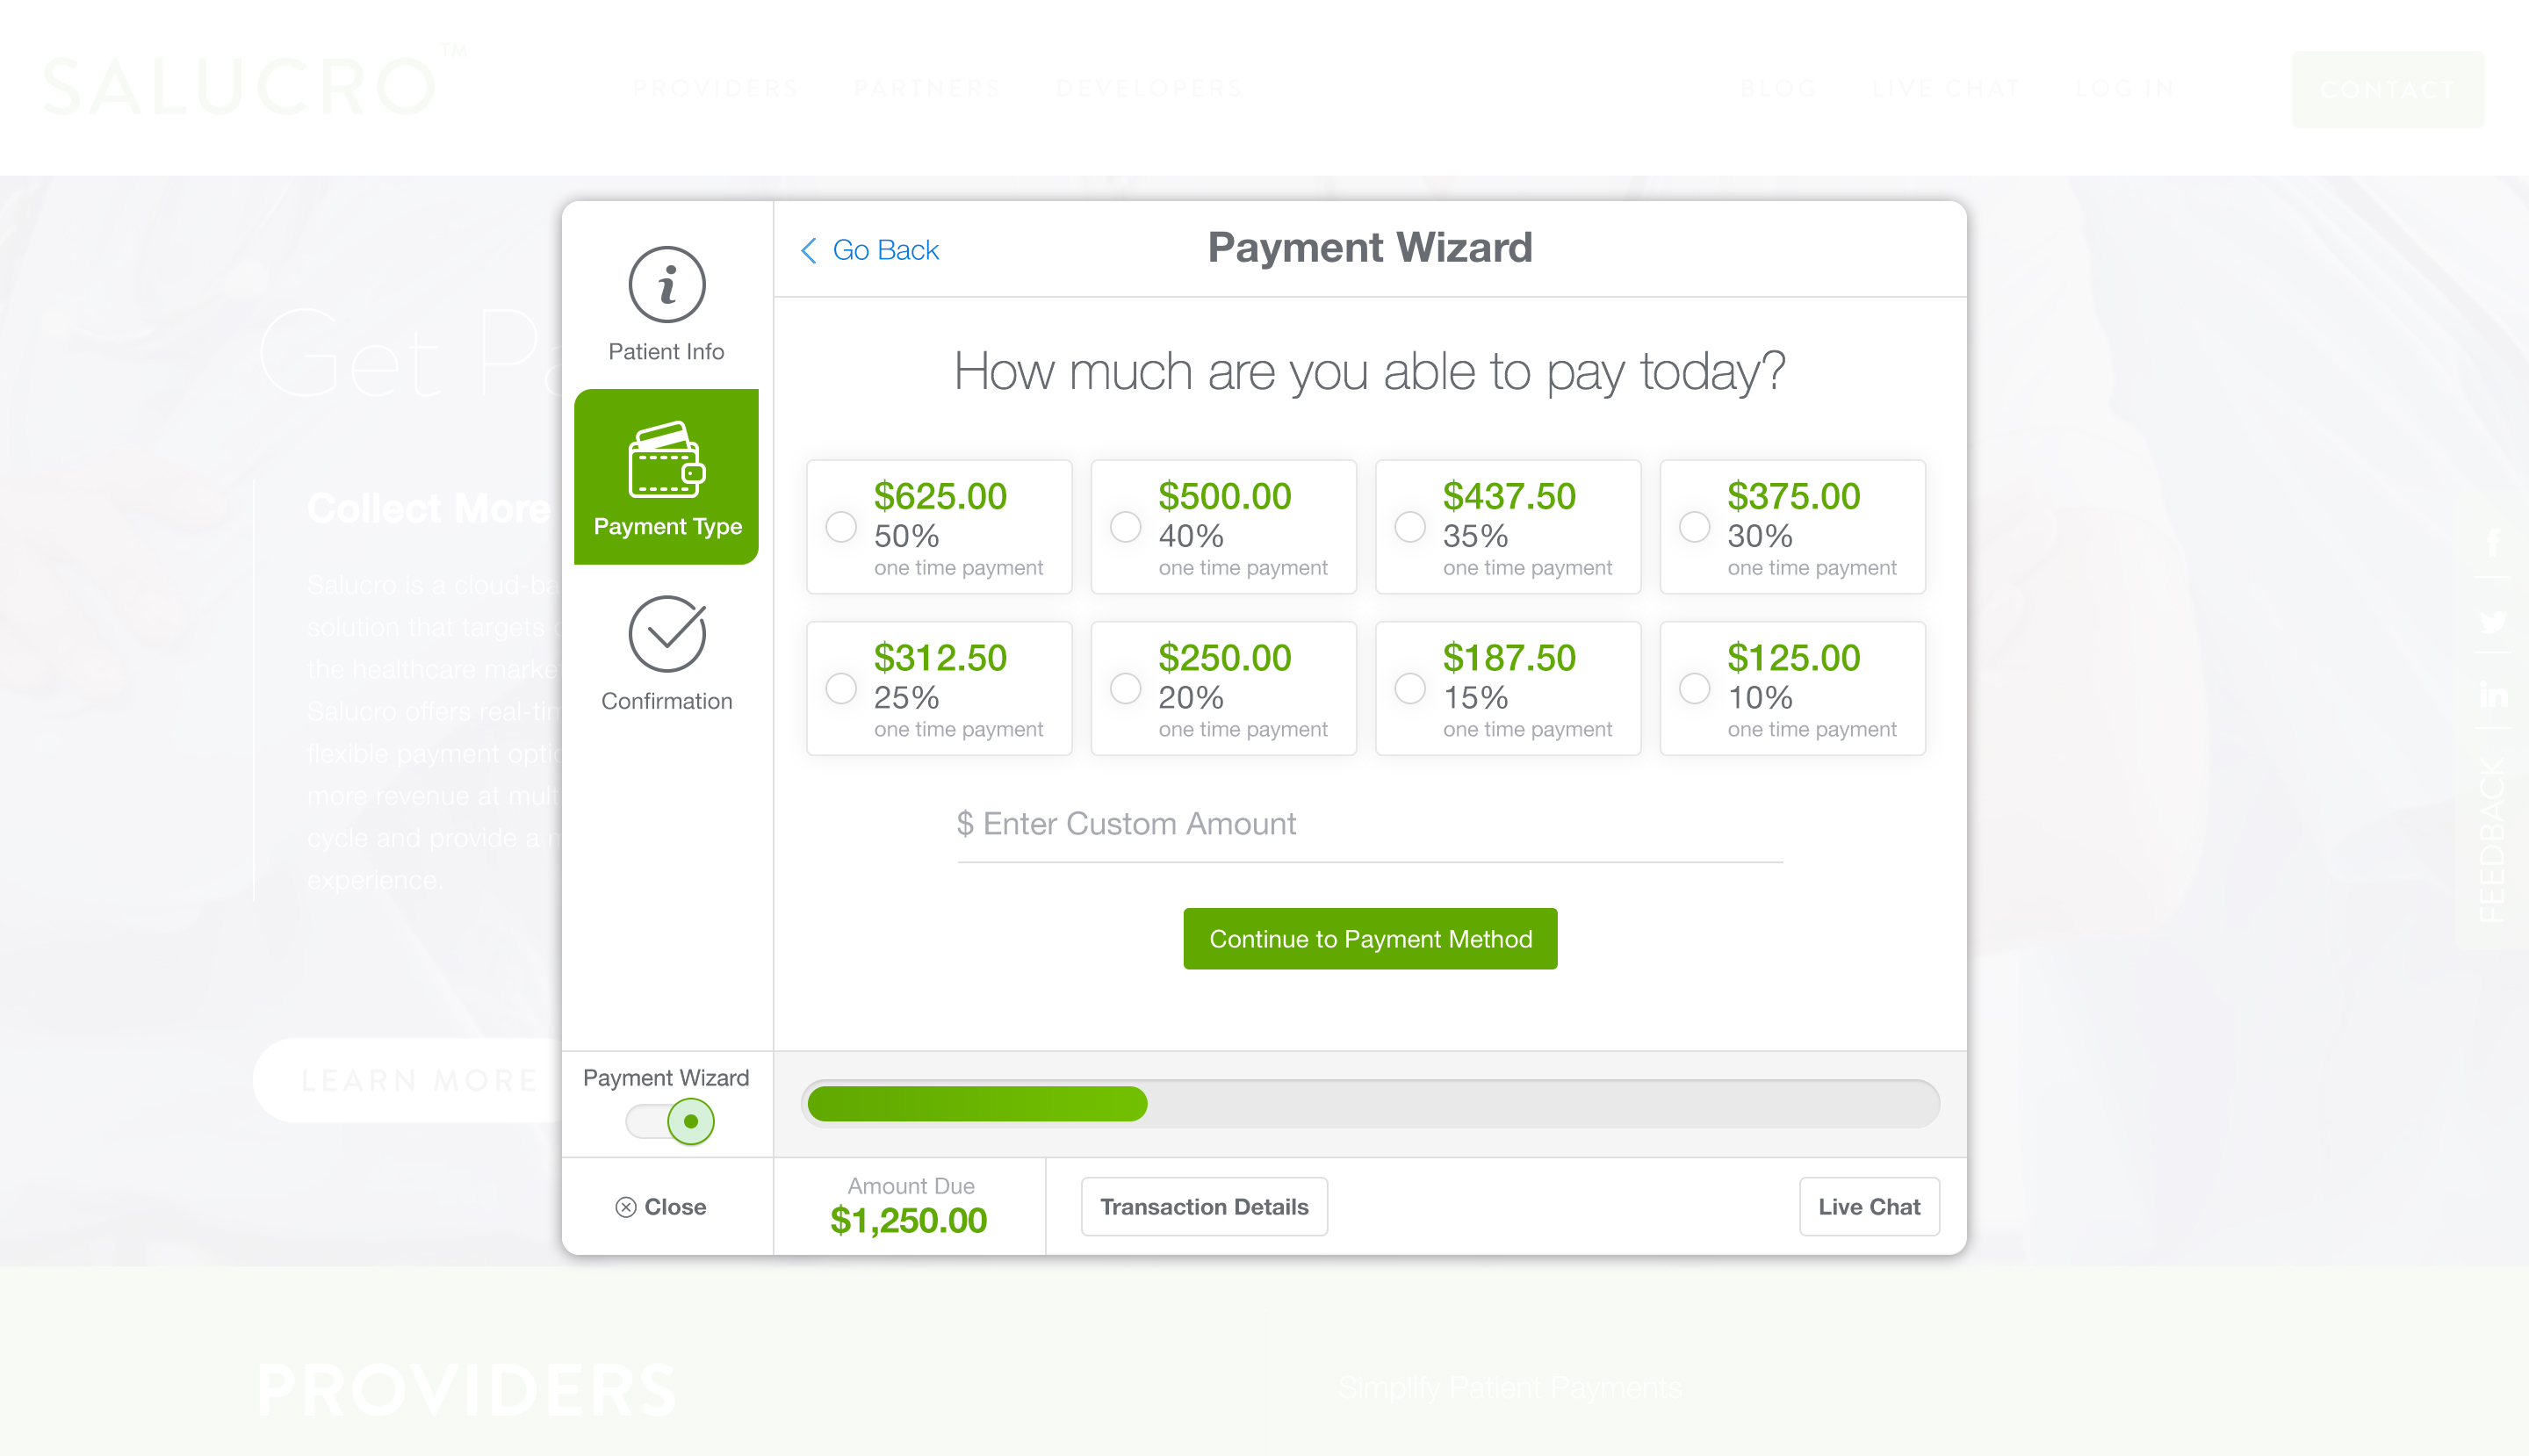 SALUCRO™
PROVIDERS PARTNERS DEVELOPERS BLOG LIVE CHAT LOG IN CONTACT
Get Pa
Collect More
Salucro is a cloud-ba
solution that targets
the healthcare marke
Salucro offers real-tim
flexible payment optio
more revenue at mult
cycle and provide a
experience.
LEARN MORE
Patient Info
Payment Type
Confirmation
Go Back
Payment Wizard
How much are you able to pay today?
$625.00
50%
one time payment
$500.00
40%
one time payment
$437.50
35%
one time payment
$375.00
30%
one time payment
$312.50
25%
one time payment
$250.00
20%
one time payment
$187.50
15%
one time payment
$125.00
10%
one time payment
$ Enter Custom Amount
Continue to Payment Method
Payment Wizard
Close
Amount Due
$1,250.00
Transaction Details
Live Chat
f
in
FEEDBACK
PROVIDERS
Simplify Patient Payments